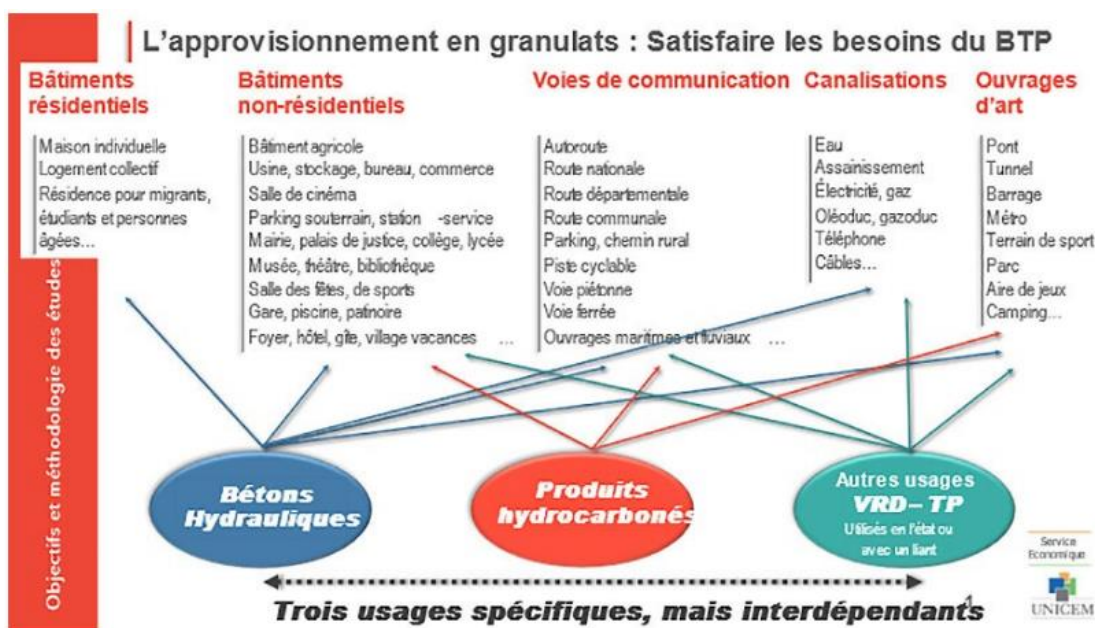 L'approvisionnement en granulats : Satisfaire les besoins du BTP
Objectifs et méthodologie des études
Bâtiments
résidentiels
Maison individuelle
Logement collectif
Résidence pour migrants,
étudiants et personnes
âgées...
Bâtiments
non-résidentiels
Bâtiment agricole
Usine, stockage, bureau, commerce
Salle de cinéma
Parking souterrain, station -service
Mairie, palais de justice, collège, lycée
Musée, théâtre, bibliothèque
Salle des fêtes, de sports
Gare, piscine, patinoire
Foyer, hôtel, gîte, village vacances ...
Voies de communication
Autoroute
Route nationale
Route départementale
Route communale
Parking, chemin rural
Piste cyclable
Voie piétonne
Voie ferrée
Ouvrages maritimes et fluviaux ...
Canalisations
Eau
Assainissement
Électricité, gaz
Oléoduc, gazoduc
Téléphone
Câbles...
Ouvrages
d'art
Pont
Tunnel
Barrage
Métro
Terrain de sport
Parc
Aire de jeux
Camping...
Bétons
Hydrauliques
Produits
hydrocarbonés
Autres usages
VRD – TP
Utilisés en l'état ou
avec un liant
Trois usages spécifiques, mais interdépendants
1
Service
Economique
UNICEM